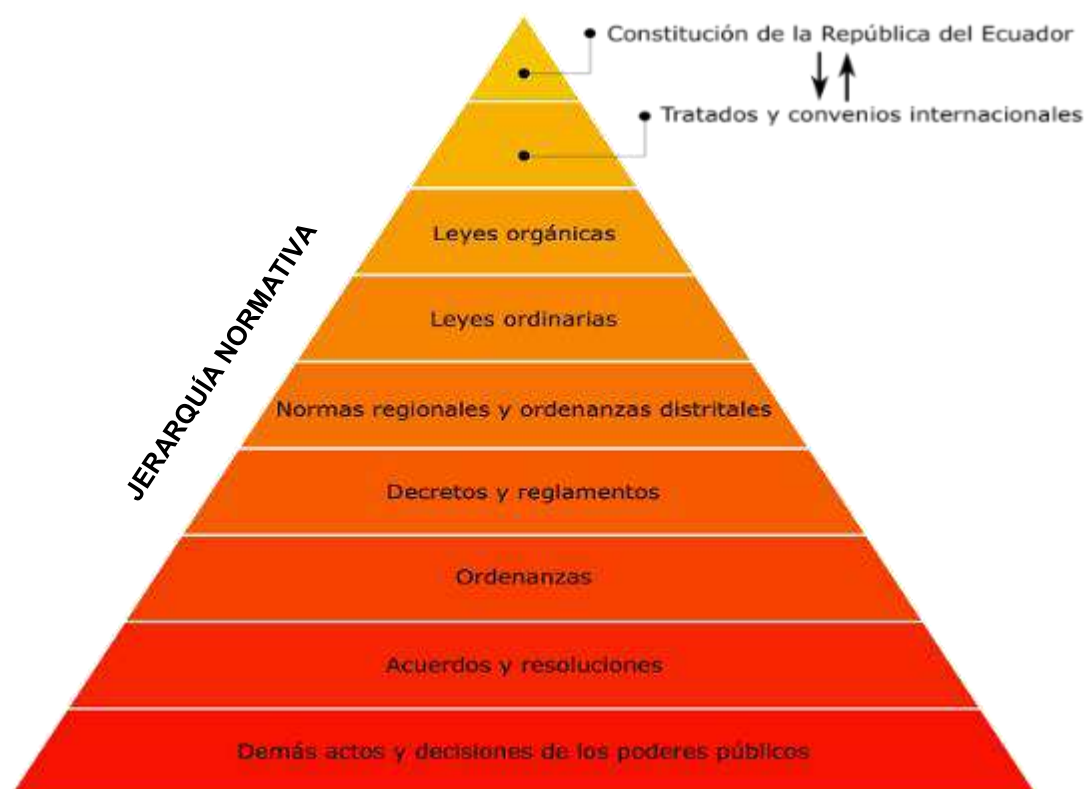 Constitución de la República del Ecuador
Tratados y convenios internacionales
JERARQUÍA NORMATIVA
Leyes orgánicas
Leyes ordinarias
Normas regionales y ordenanzas distritales
Decretos y reglamentos
Ordenanzas
Acuerdos y resoluciones
Demás actos y decisiones de los poderes públicos